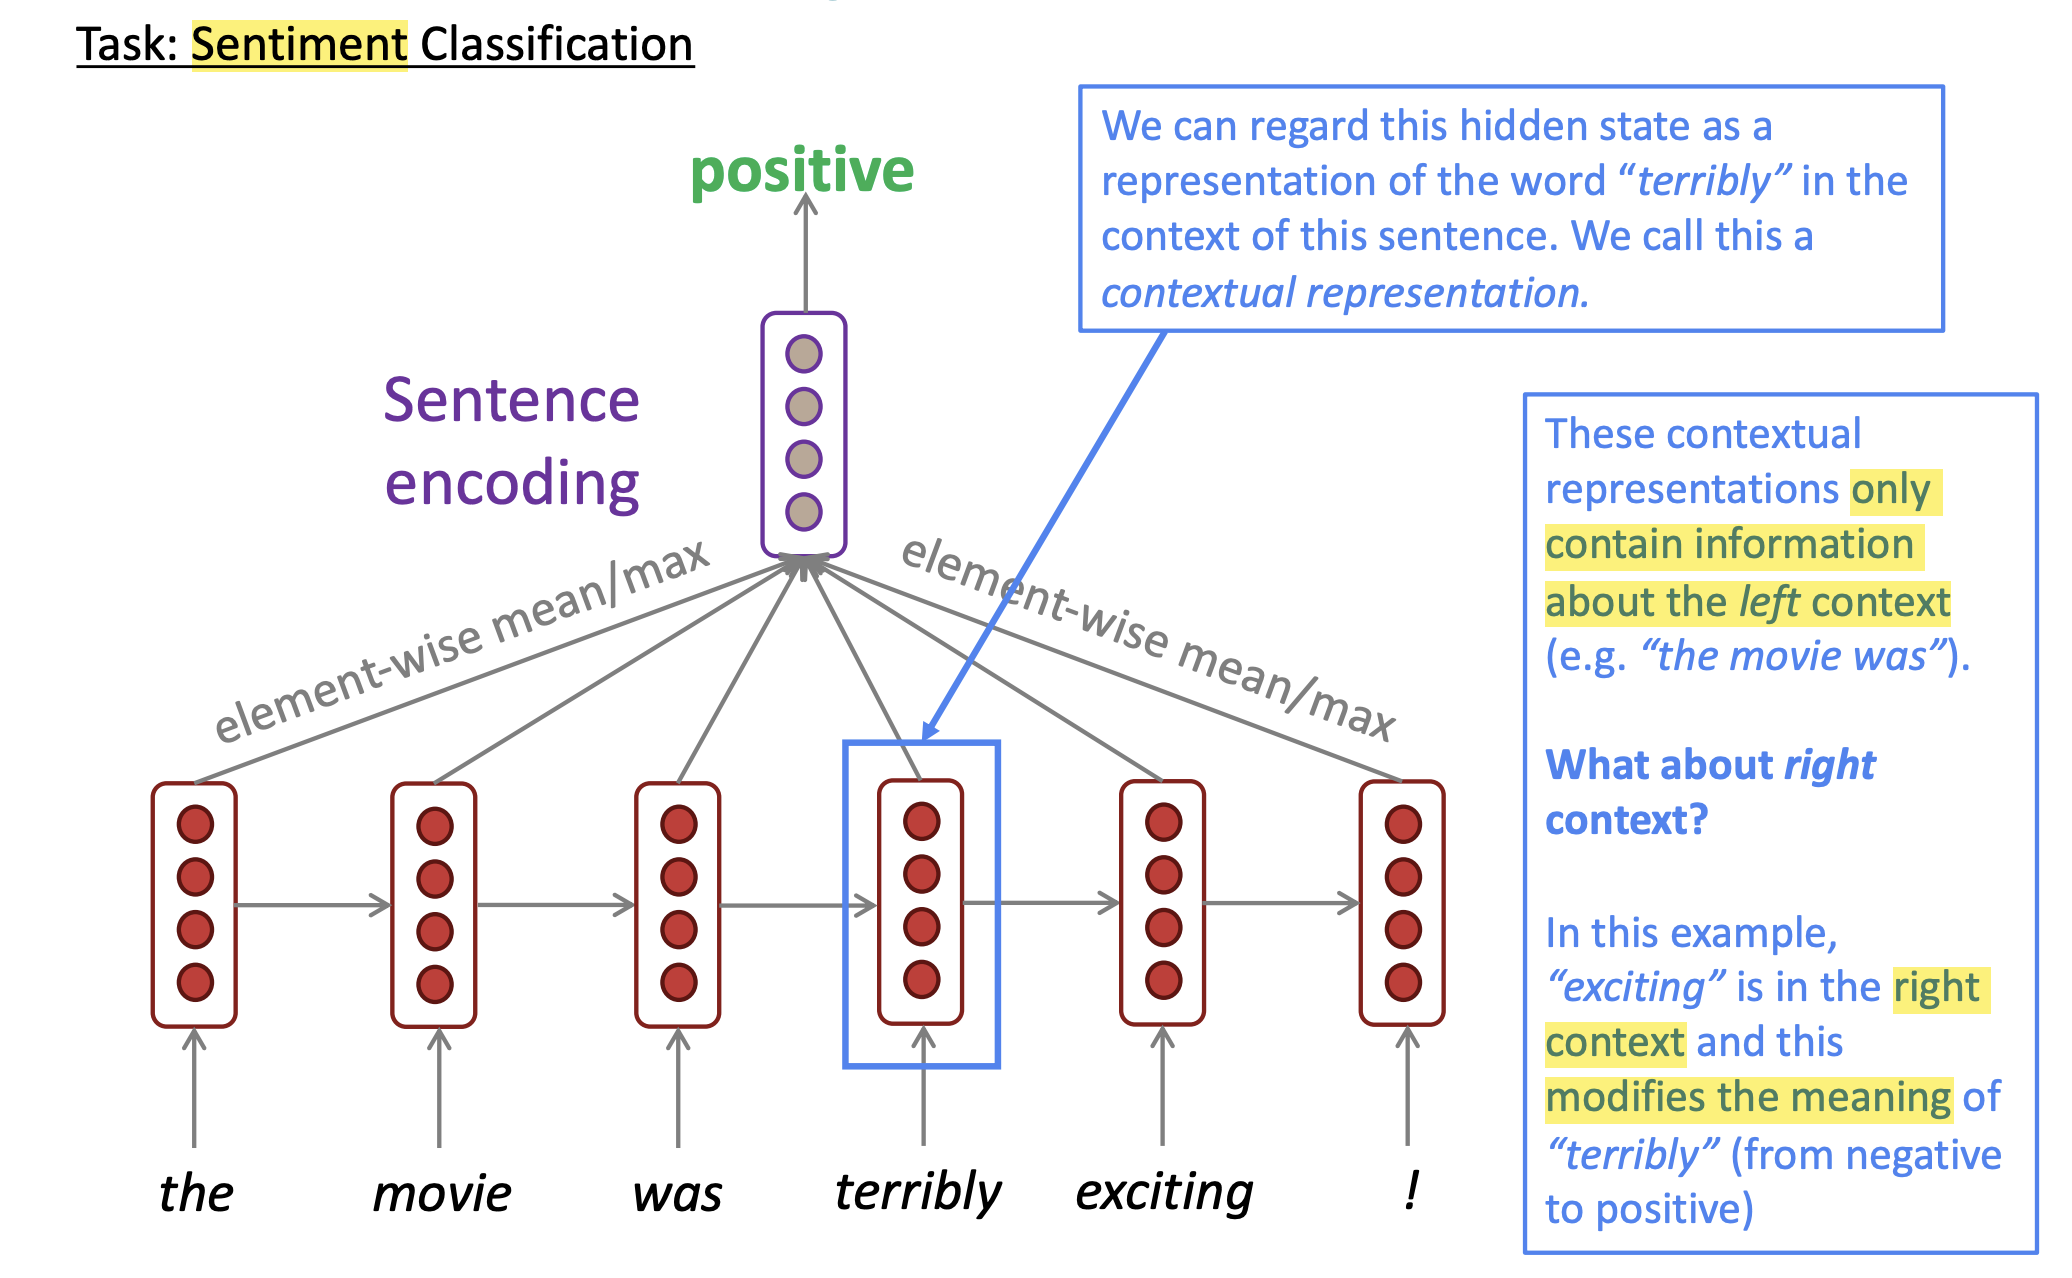 Task: Sentiment Classification
positive
We can regard this hidden state as a
representation of the word “terribly” in the
context of this sentence. We call this a
contextual representation.
Sentence
encoding
element-wise mean/max
element-wise mean/max
These contextual
representations only
contain information
about the left context
(e.g. “the movie was”).
What about right
context?
In this example,
“exciting” is in the right
context and this
modifies the meaning of
“terribly” (from negative
to positive)
the movie was terribly exciting !